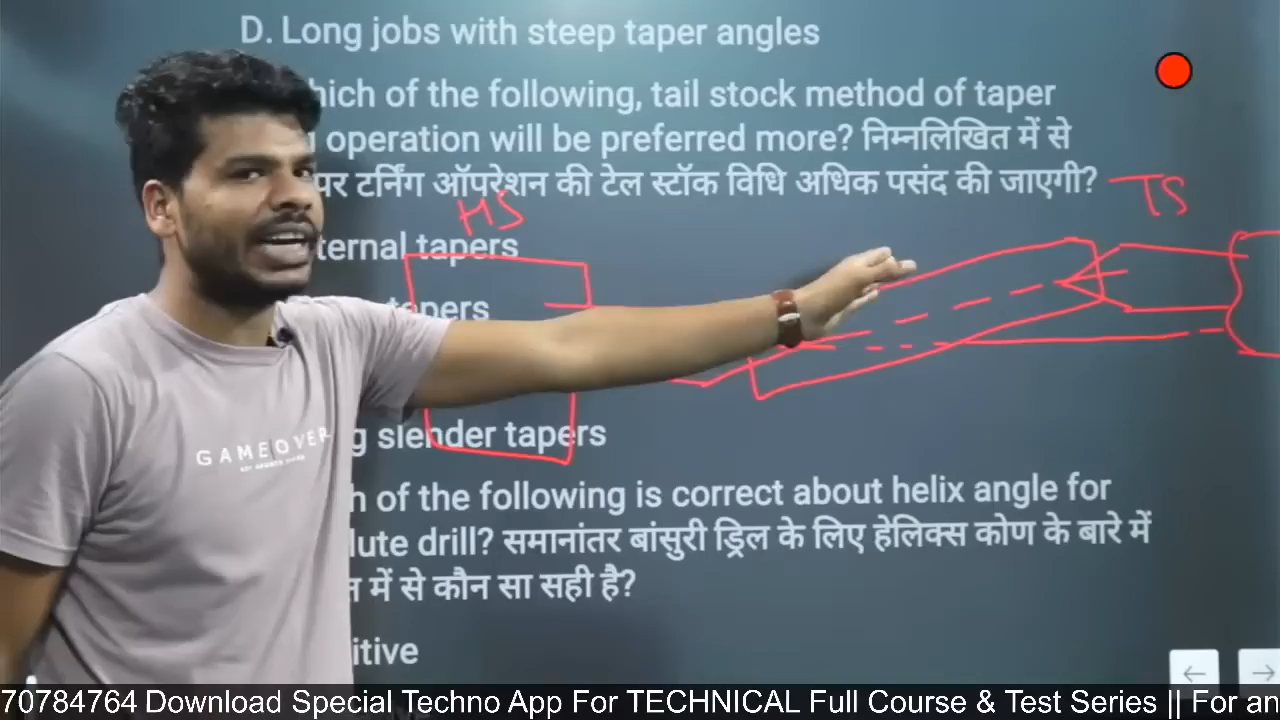 D. Long jobs with steep taper angles
hich of the following, tail stock method of taper
operation will be preferred more? निम्नलिखित में से
पर टर्निंग ऑपरेशन की टेल स्टॉक विधि अधिक पसंद की जाएगी?
TS
HS
ternal tapers
tapers
g slender tapers
GAME OVER
h of the following is correct about helix angle for
lute drill? समानांतर बांसुरी ड्रिल के लिए हेलिक्स कोण के बारे में
में से कौन सा सही है?
itive
70784764 Download Special Techno App For TECHNICAL Full Course & Test Series || For an